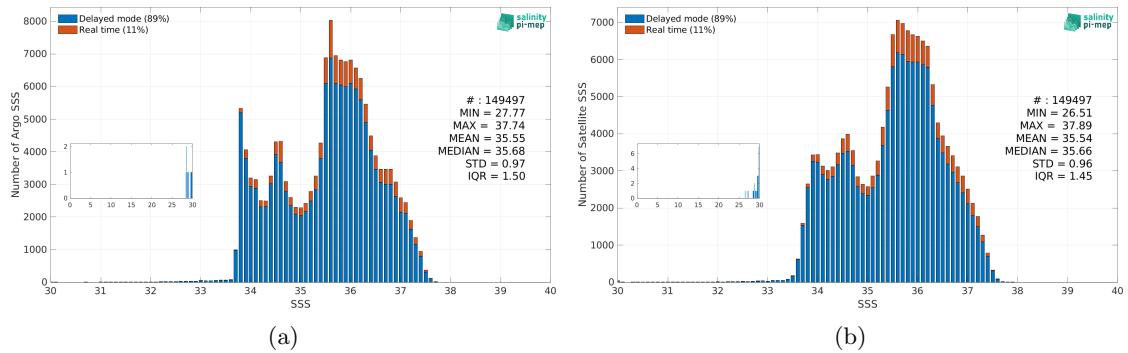 Delayed mode (89%)
Real time (11%)
salinity
pi-mep
8000
7000
6000
5000
4000
3000
2000
1000
0
Number of Argo SSS
# : 149497
MIN = 27.77
MAX = 37.74
MEAN = 35.55
MEDIAN = 35.68
STD = 0.97
IQR = 1.50
2
1
0
0 5 10 15 20 25 30
30 31 32 33 34 35 36 37 38 39 40
SSS
(a)
Delayed mode (89%)
Real time (11%)
salinity
pi-mep
7000
6000
5000
4000
3000
2000
1000
0
Number of Satellite SSS
# : 149497
MIN = 26.51
MAX = 37.89
MEAN = 35.54
MEDIAN = 35.66
STD = 0.96
IQR = 1.45
6
4
2
0
0 5 10 15 20 25 30
30 31 32 33 34 35 36 37 38 39 40
SSS
(b)